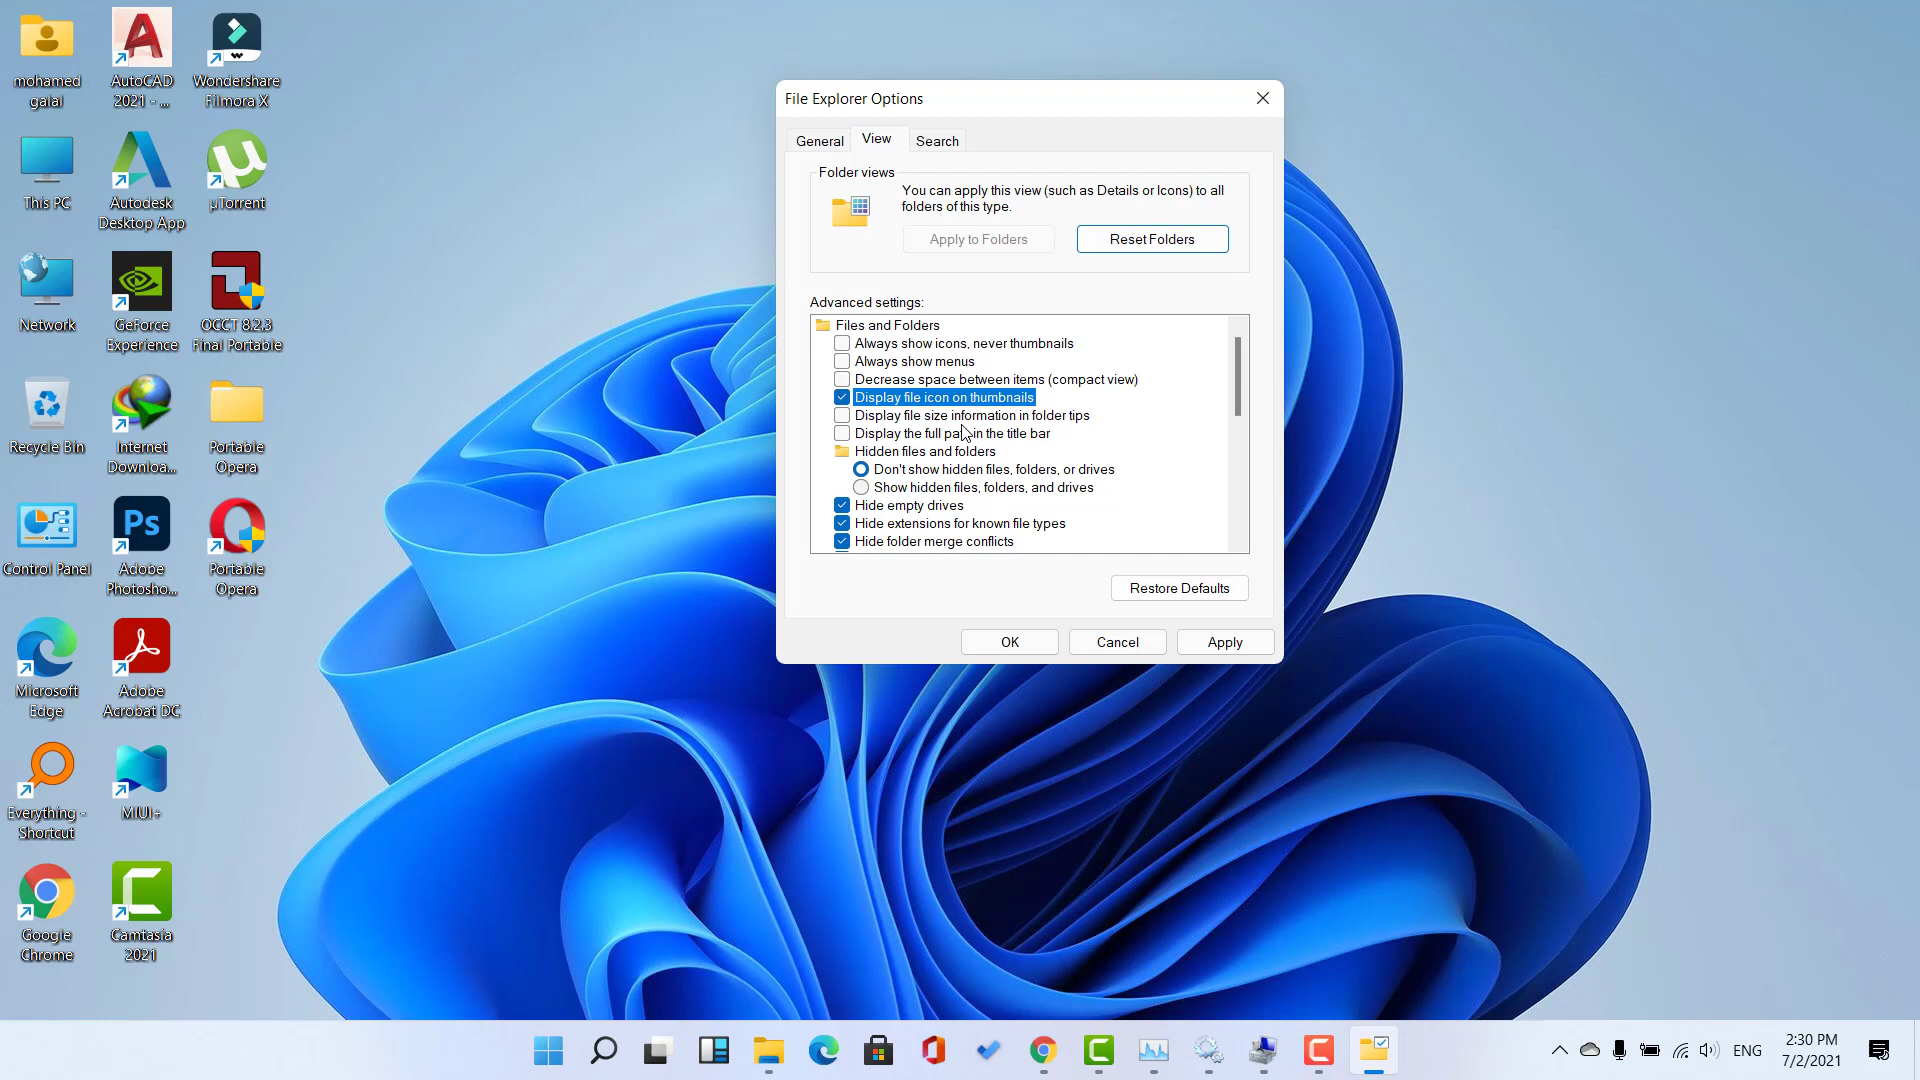 mohamed
galal
AutoCAD
2021 - ...
Wondershare
Filmora X
This PC
Autodesk
Desktop App
µTorrent
Network
GeForce
Experience
OCCT 8.2.3
Final Portable
Recycle Bin
Internet
Downloa...
Portable
Opera
Control Panel
Ps
Adobe
Photosho...
Portable
Opera
Microsoft
Edge
Adobe
Acrobat DC
Everything -
Shortcut
MIUI+
Google
Chrome
Camtasia
2021
File Explorer Options
General
View
Search
Folder views
You can apply this view (such as Details or Icons) to all
folders of this type.
Apply to Folders
Reset Folders
Advanced settings:
Files and Folders
Always show icons, never thumbnails
Always show menus
Decrease space between items (compact view)
Display file icon on thumbnails
Display file size information in folder tips
Display the full pa in the title bar
Hidden files and folders
Don't show hidden files, folders, or drives
Show hidden files, folders, and drives
Hide empty drives
Hide extensions for known file types
Hide folder merge conflicts
Restore Defaults
OK
Cancel
Apply
ENG
2:30 PM
7/2/2021